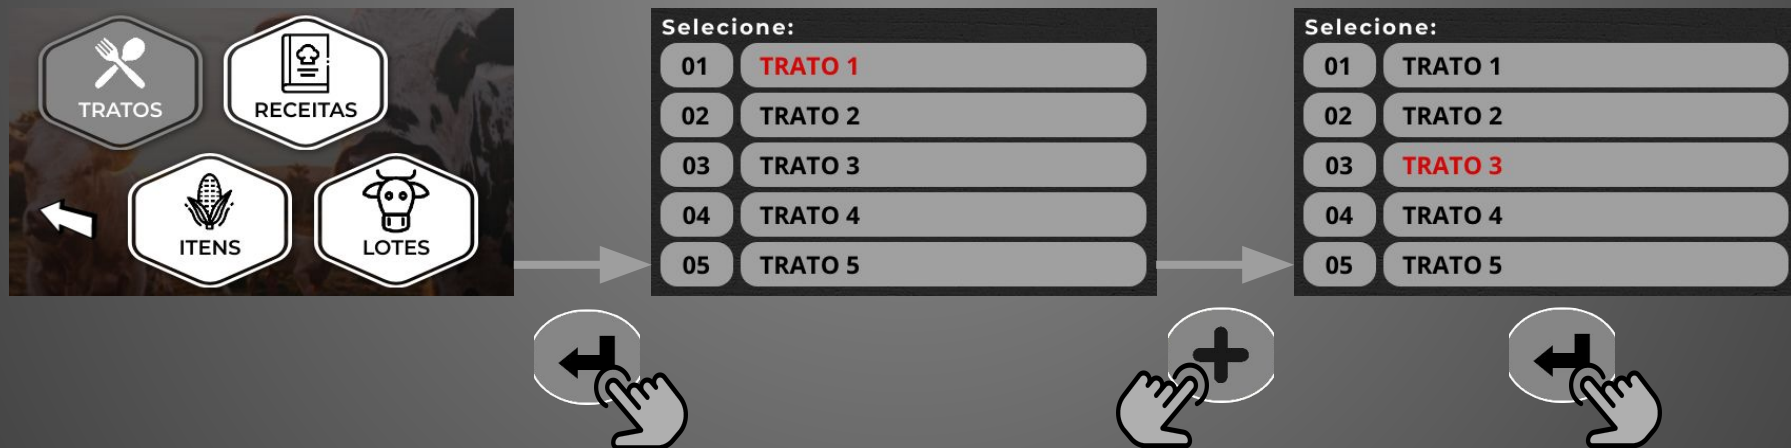 TRATOS
RECEITAS
ITENS
LOTES
Selecione:
01 TRATO 1
02 TRATO 2
03 TRATO 3
04 TRATO 4
05 TRATO 5
Selecione:
01 TRATO 1
02 TRATO 2
03 TRATO 3
04 TRATO 4
05 TRATO 5